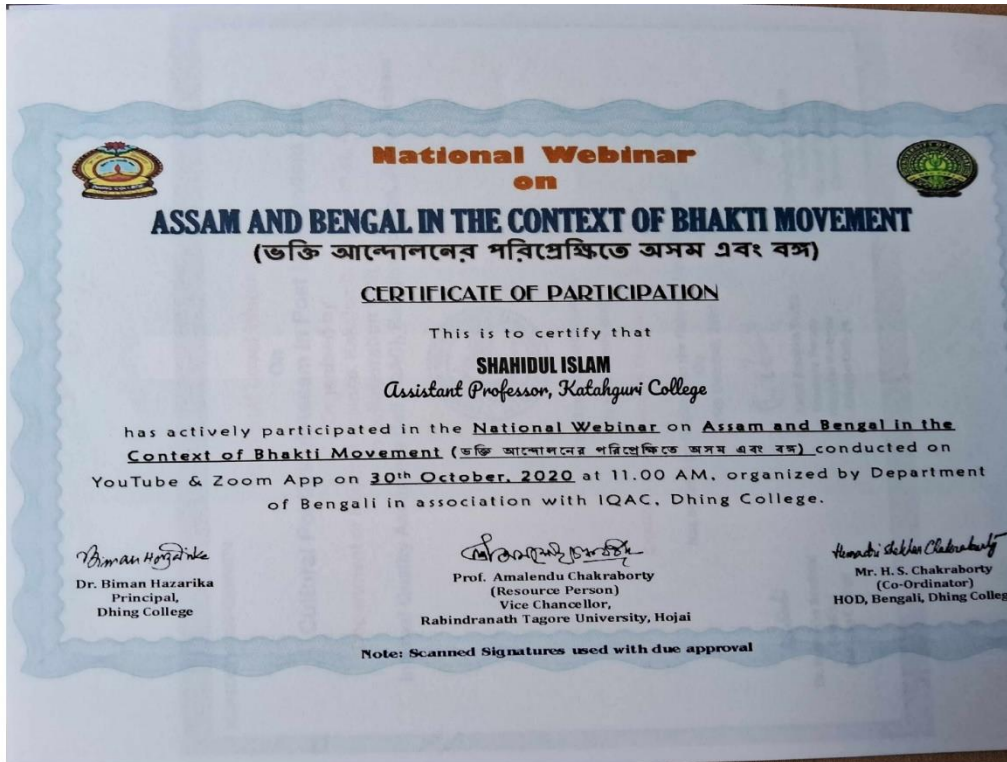 National Webinar
on
ASSAM AND BENGAL IN THE CONTEXT OF BHAKTI MOVEMENT
(ভক্তি আন্দোলনের পরিপ্রেক্ষিতে অসম এবং বঙ্গ)
CERTIFICATE OF PARTICIPATION
This is to certify that
SHAHIDUL ISLAM
Assistant Professor, Katahguri College
has actively participated in the National Webinar on Assam and Bengal in the
Context of Bhakti Movement (ভক্তি আন্দোলনের পরিপ্রেক্ষিতে অসম এবং বঙ্গ) conducted on
YouTube & Zoom App on 30th October, 2020 at 11.00 AM, organized by Department
of Bengali in association with IQAC, Dhing College.
Biman Hazarika
Dr. Biman Hazarika
Principal,
Dhing College
Prof. Amalendu Chakraborty
(Resource Person)
Vice Chancellor,
Rabindranath Tagore University, Hojai
Hemadri Shekhar Chakraborty
Mr. H. S. Chakraborty
(Co-Ordinator)
HOD, Bengali, Dhing Colleg
Note: Scanned Signatures used with due approval